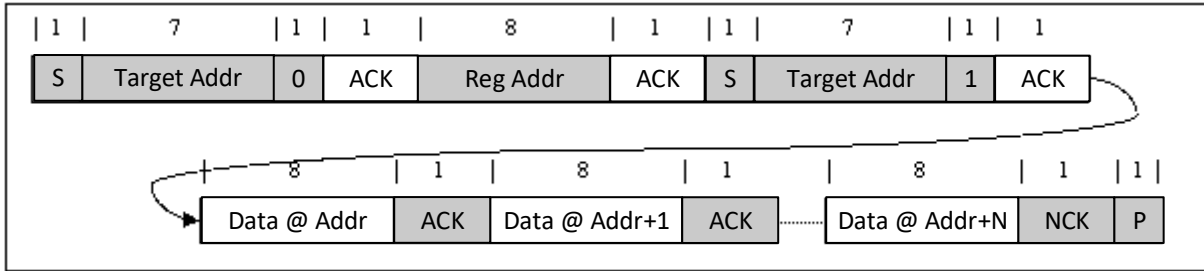 | 1 | 7 | 1 | 1 | 8 | 1 | 1 | 7 | 1 | 1
S Target Addr 0 ACK Reg Addr ACK S Target Addr 1 ACK
| 8 | 1 | 8 | 1 | 8 | 1 | 1 |
Data @ Addr ACK Data @ Addr+1 ACK Data @ Addr+N NCK P